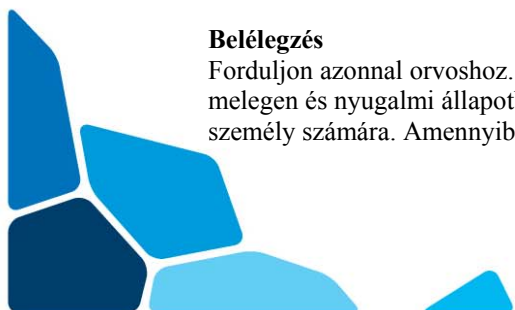 Belélegzés
Forduljon azonnal orvoshoz.
melegen és nyugalmi állapot
személy számára. Amennyib